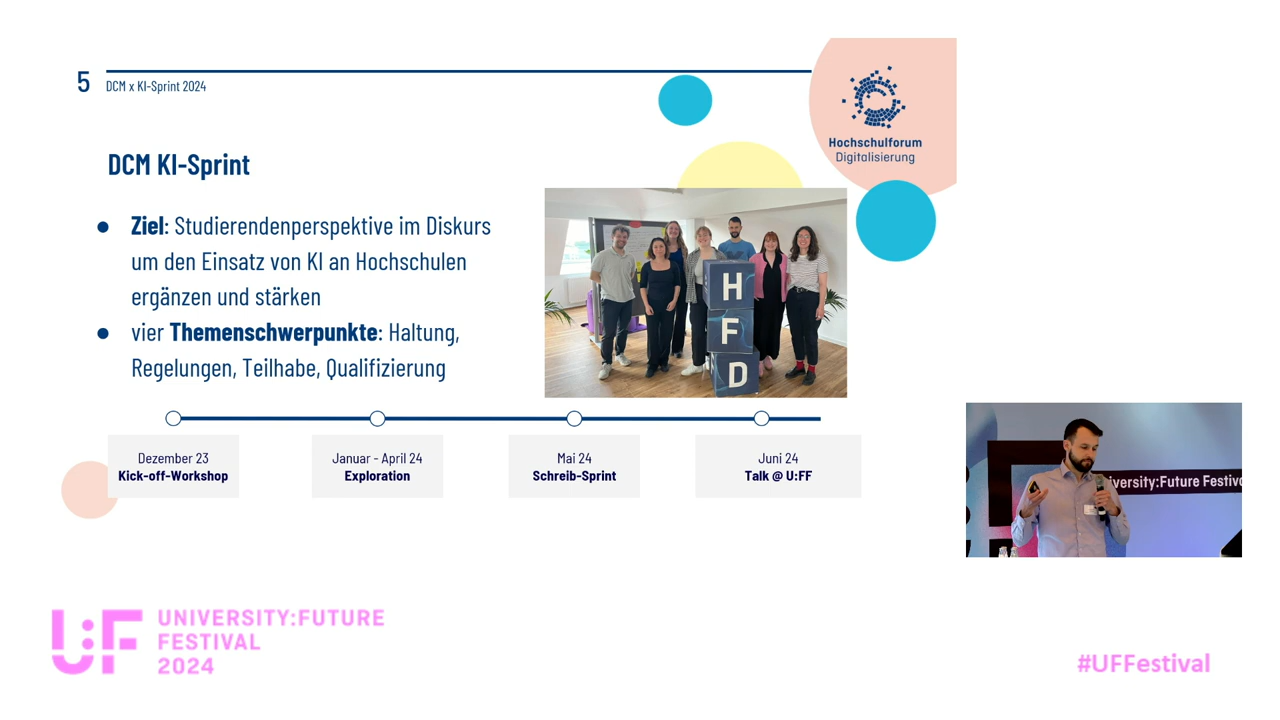 5
DCM x KI-Sprint 2024
Hochschulforum
Digitalisierung
DCM KI-Sprint
● Ziel: Studierendenperspektive im Diskurs
um den Einsatz von KI an Hochschulen
ergänzen und stärken
● vier Themenschwerpunkte: Haltung,
Regelungen, Teilhabe, Qualifizierung
H
F
D
Dezember 23
Kick-off-Workshop
Januar - April 24
Exploration
Mai 24
Schreib-Sprint
Juni 24
Talk @ U:FF
iversity:Future Festiva
U:F
UNIVERSITY:FUTURE
FESTIVAL
2024
#UFFestival